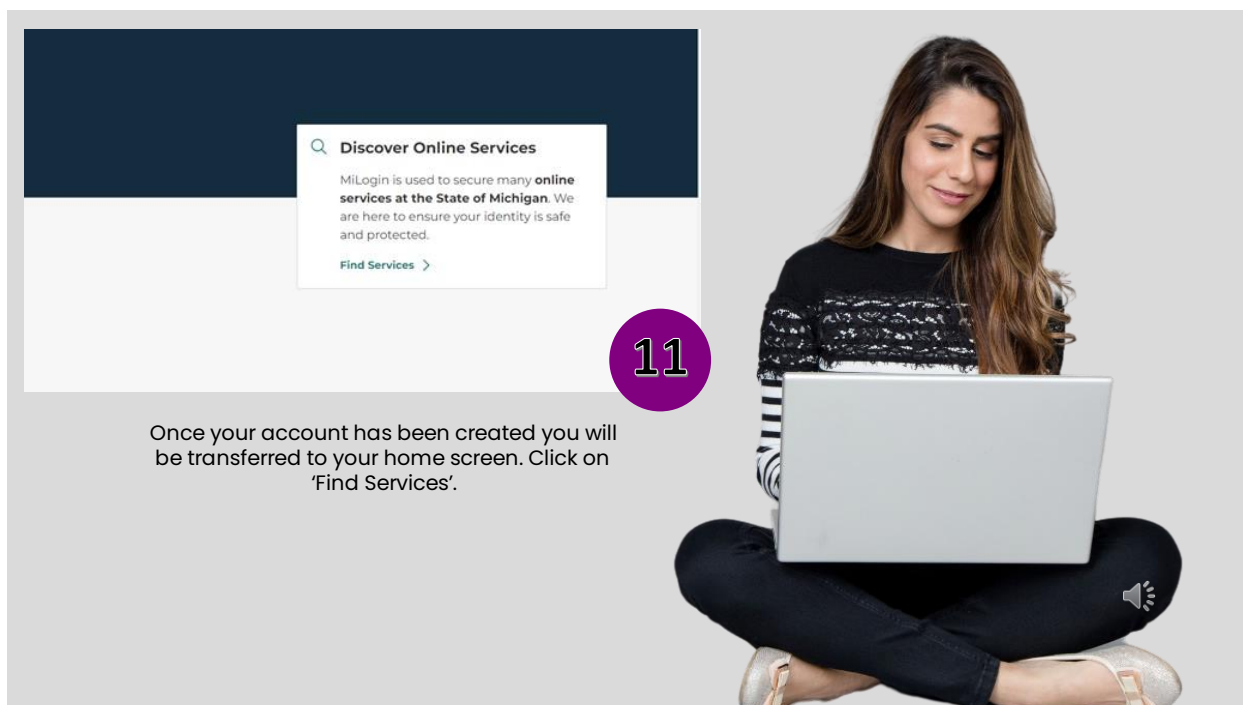 Discover Online Services
MiLogin is used to secure many online
services at the State of Michigan. We
are here to ensure your identity is safe
and protected.
Find Services >
11
Once your account has been created you will
be transferred to your home screen. Click on
‘Find Services’.